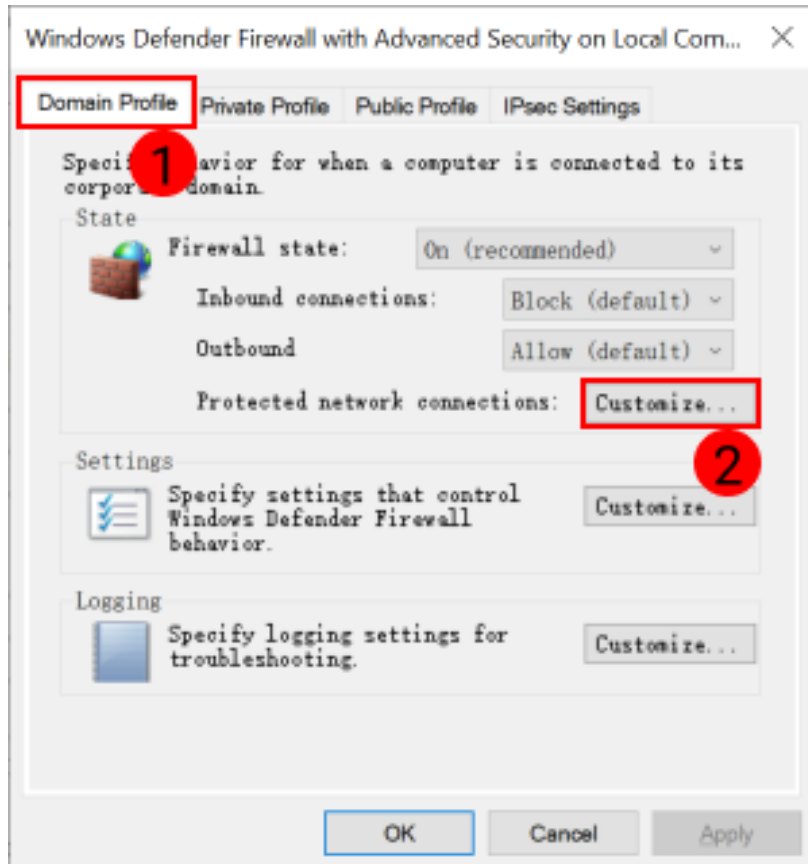 Windows Defender Firewall with Advanced Security on Local Com...
Domain Profile Private Profile Public Profile IPsec Settings
1
avior for when a computer is connected to its
domain.
State
Firewall state: On (recommended)
Inbound connections: Block (default)
Outbound Allow (default)
Protected network connections: Customize...
2
Settings
Specify settings that control
Windows Defender Firewall
behavior.
Customize...
Logging
Specify logging settings for
troubleshooting.
Customize...
OK Cancel Apply